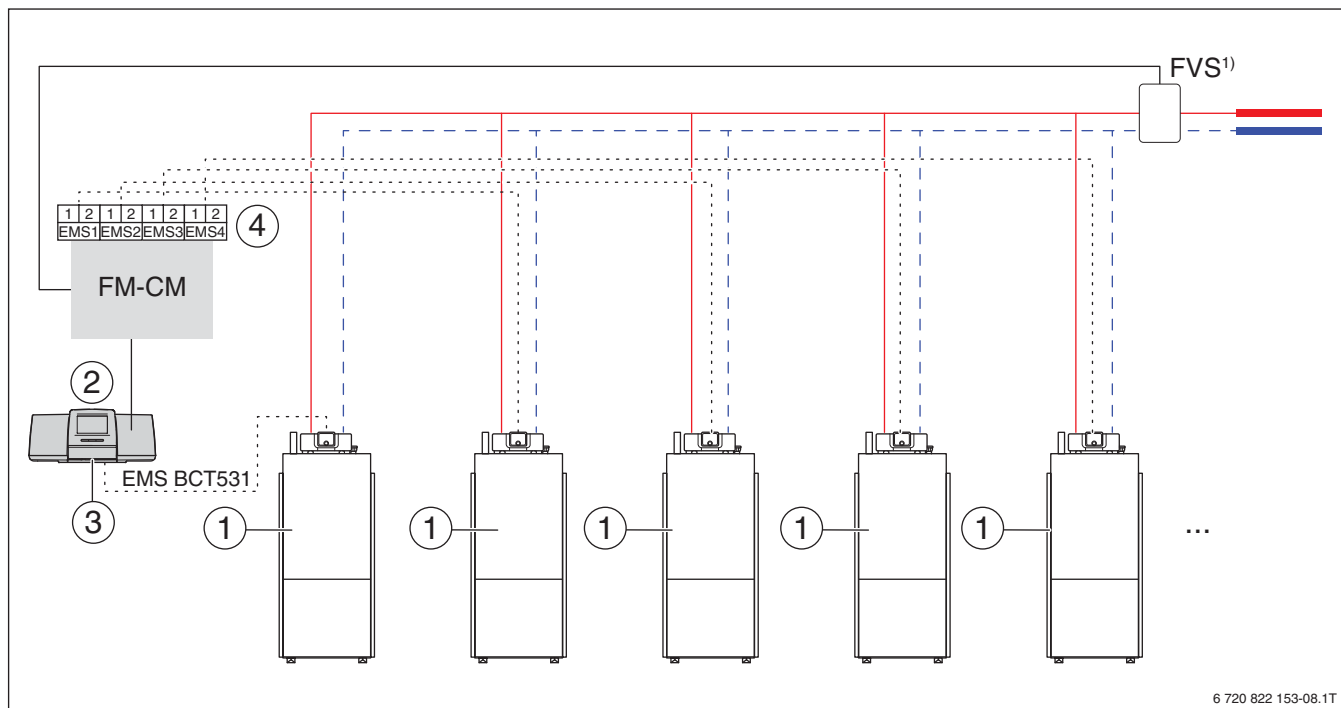 FVS¹⁾
1 2 1 2 1 2 1 2
EMS1 EMS2 EMS3 EMS4
4
FM-CM
2
EMS BCT531
3
1 1 1 1 1 ...
6 720 822 153-08.1T